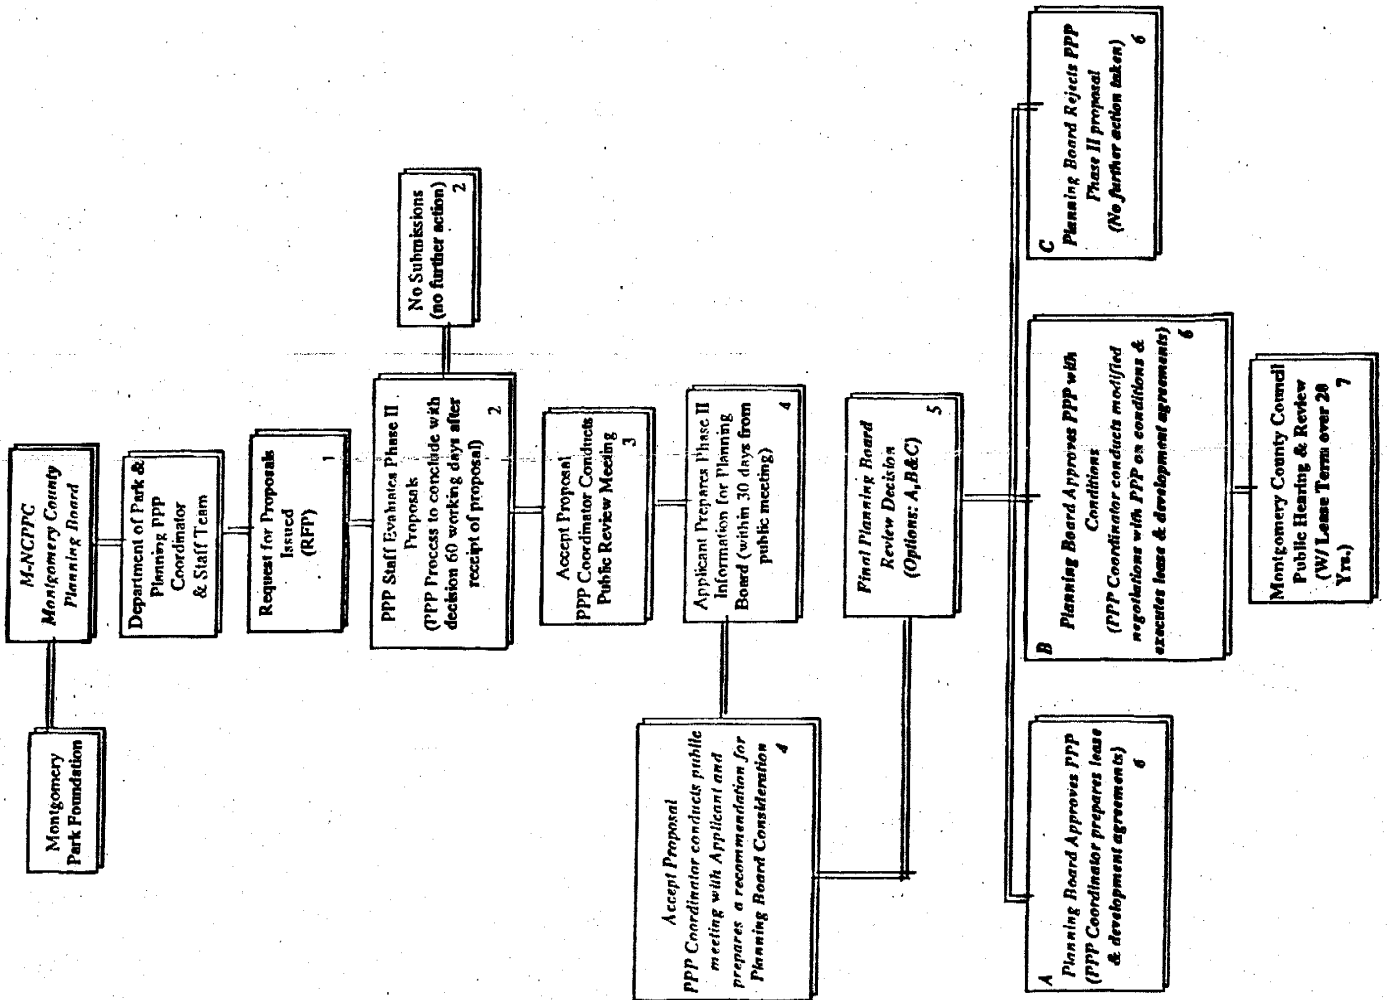 M-NCPPC
Montgomery County
Planning Board
Montgomery
Park Foundation
Department of Park &
Planning PPP
Coordinator
& Staff Team
Request for Proposals
Issued
(RFP)
1
PPP Staff Evaluates Phase II
Proposals
(PPP Process to conclude with
decision 60 working days after
receipt of proposal)
2
No Submissions
(no further action)
2
Accept Proposal
PPP Coordinator Conducts
Public Review Meeting
3
Applicant Prepares Phase II
Information for Planning
Board (within 30 days from
public meeting)
4
Accept Proposal
PPP Coordinator conducts public
meeting with Applicant and
prepares a recommendation for
Planning Board Consideration
4
Final Planning Board
Review Decision
(Options: A,B&C)
5
A
Planning Board Approves PPP
(PPP Coordinator prepares lease
& development agreements)
6
B
Planning Board Approves PPP with
Conditions
(PPP Coordinator conducts modified
negotiations with PPP on conditions &
executes lease & development agreements)
6
C
Planning Board Rejects PPP
Phase II proposal
(No further action taken)
6
Montgomery County Council
Public Hearing & Review
(W/ Lease Term over 20
Yrs.)
7